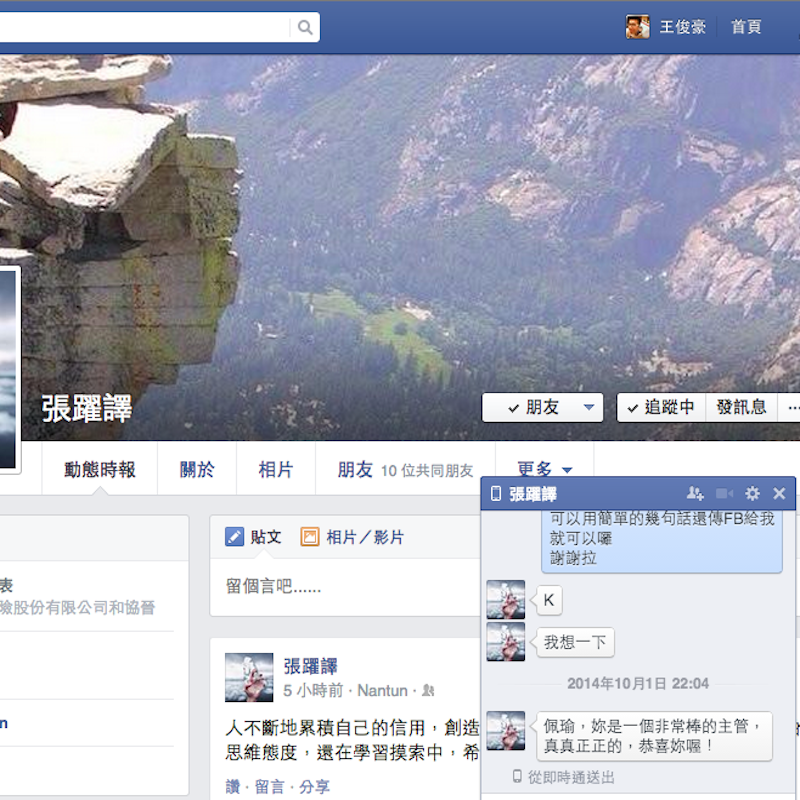 王俊豪 首頁
張躍譯
朋友
追蹤中
發訊息
動態時報 關於 相片 朋友 10 位共同朋友 更多
表
險股份有限公司和協晉
n
貼文 相片／影片
留個言吧......
張躍譯
5 小時前 · Nantun ·
人不斷地累積自己的信用，創造
思維態度，還在學習摸索中，希
讚 · 留言 · 分享
張躍譯
可以用簡單的幾句話還傳FB給我
就可以囉
謝謝拉
K
我想一下
2014年10月1日 22:04
佩瑜，妳是一個非常棒的主管，
真真正正的，恭喜妳喔！
從即時通送出